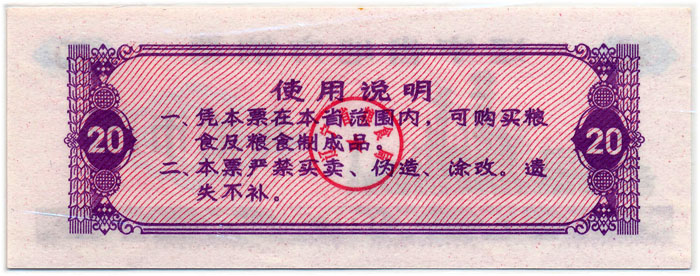 使用说明
一、凭本票在本省范围内，可购买粮
食及粮食制成品。
二、本票严禁买卖、伪造、涂改。遗
失不补。
20
20